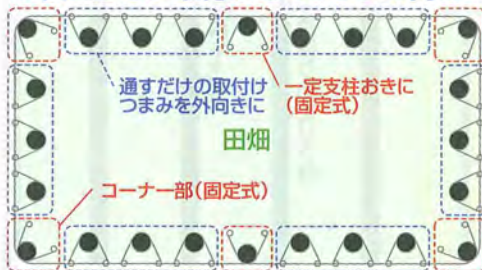 通すだけの取付け
つまみを外向きに
一定支柱おきに
(固定式)
田畑
コーナー部(固定式)